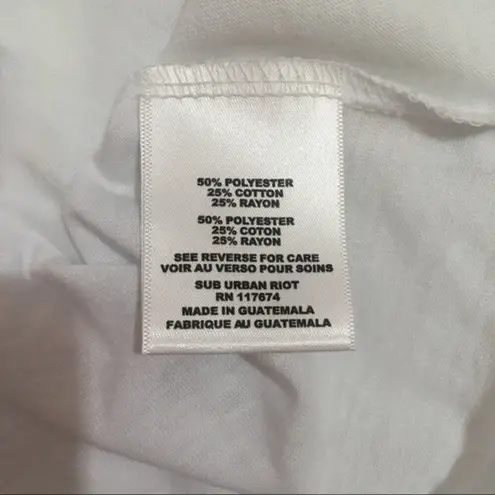 50% POLYESTER
25% COTTON
25% RAYON
50% POLYESTER
25% COTON
25% RAYON
SEE REVERSE FOR CARE
VOIR AU VERSO POUR SOINS
SUB URBAN RIOT
RN 117674
MADE IN GUATEMALA
FABRIQUE AU GUATEMALA